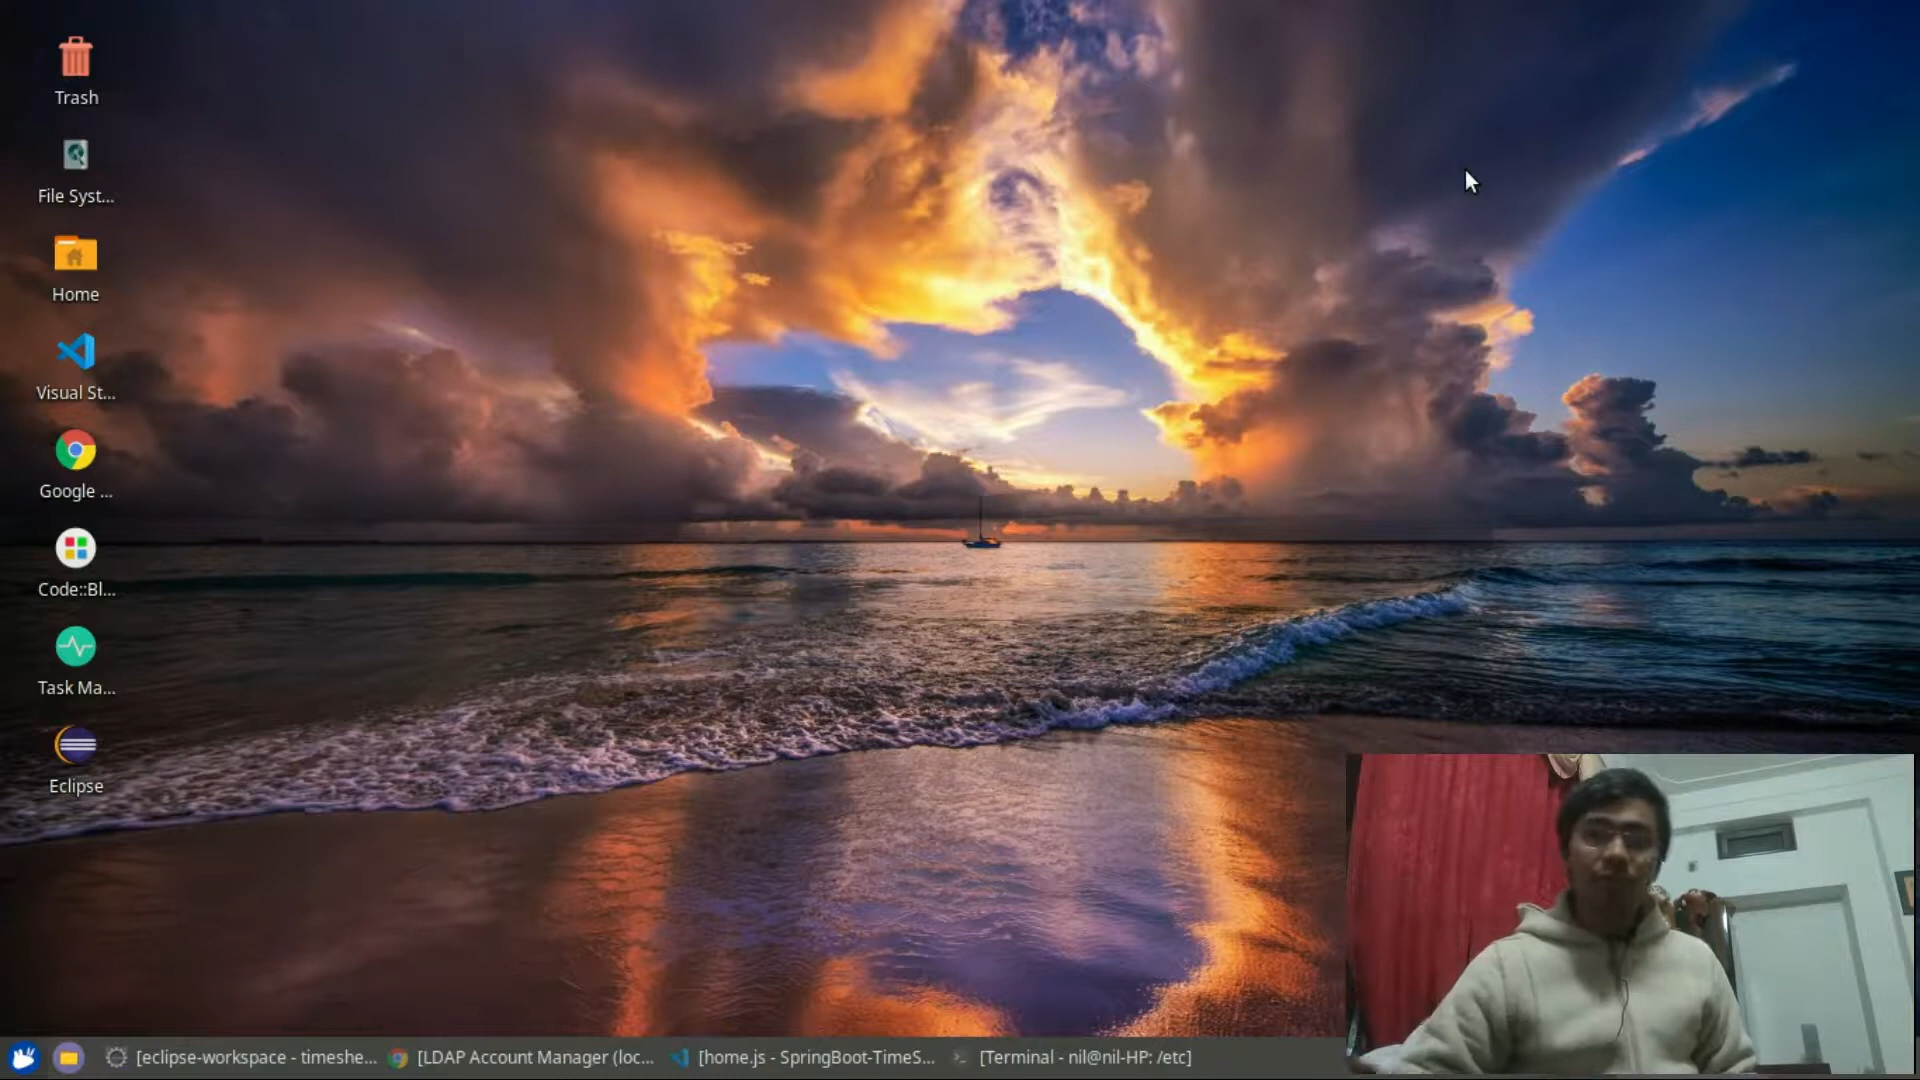 Trash
File Syst...
Home
Visual St...
Google ...
Code::Bl...
Task Ma...
Eclipse
[eclipse-workspace - timeshe...
[LDAP Account Manager (loc...
[home.js - SpringBoot-TimeS...
[Terminal - nil@nil-HP: /etc]